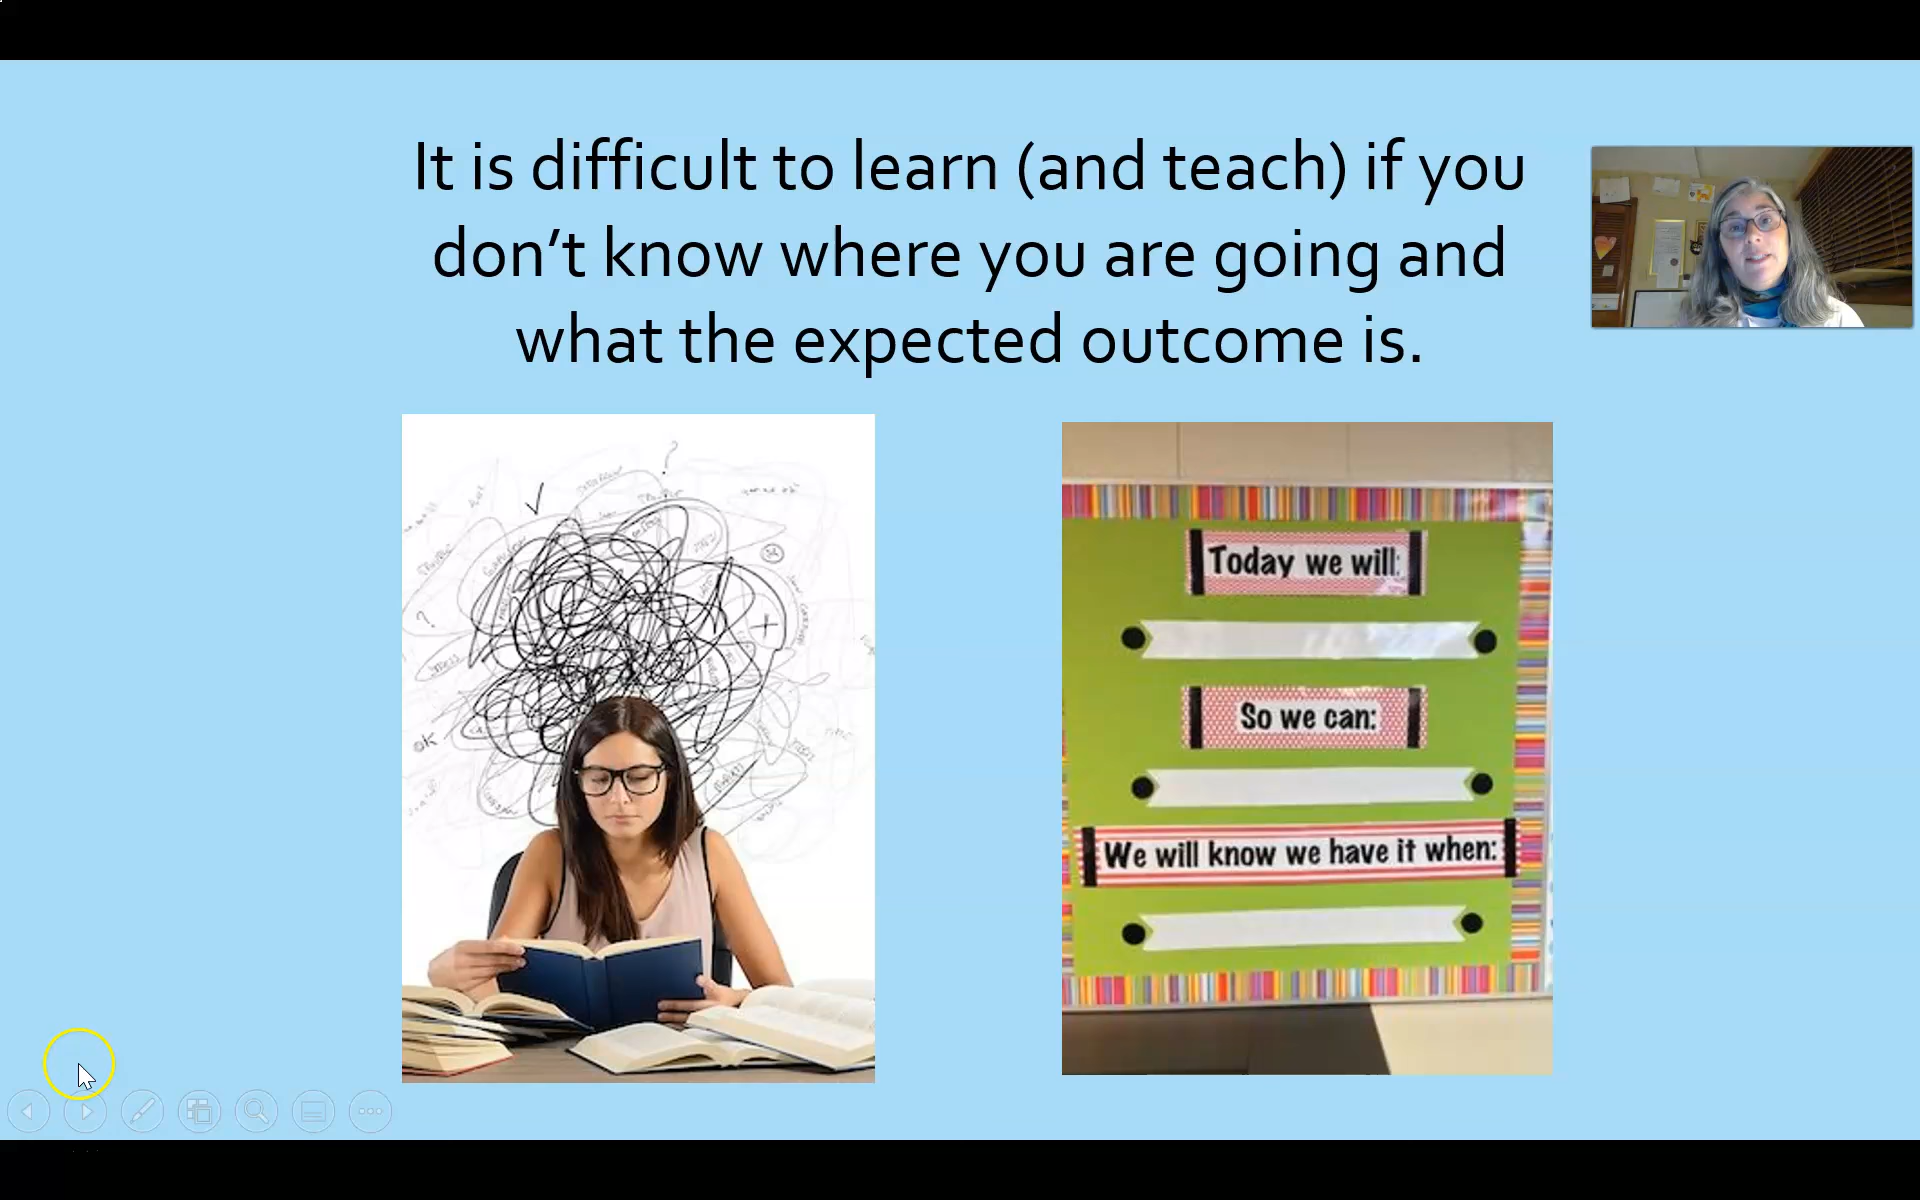 It is difficult to learn (and teach) if you
don't know where you are going and
what the expected outcome is.
OK
Today we will:
So we can:
We will know we have it when: